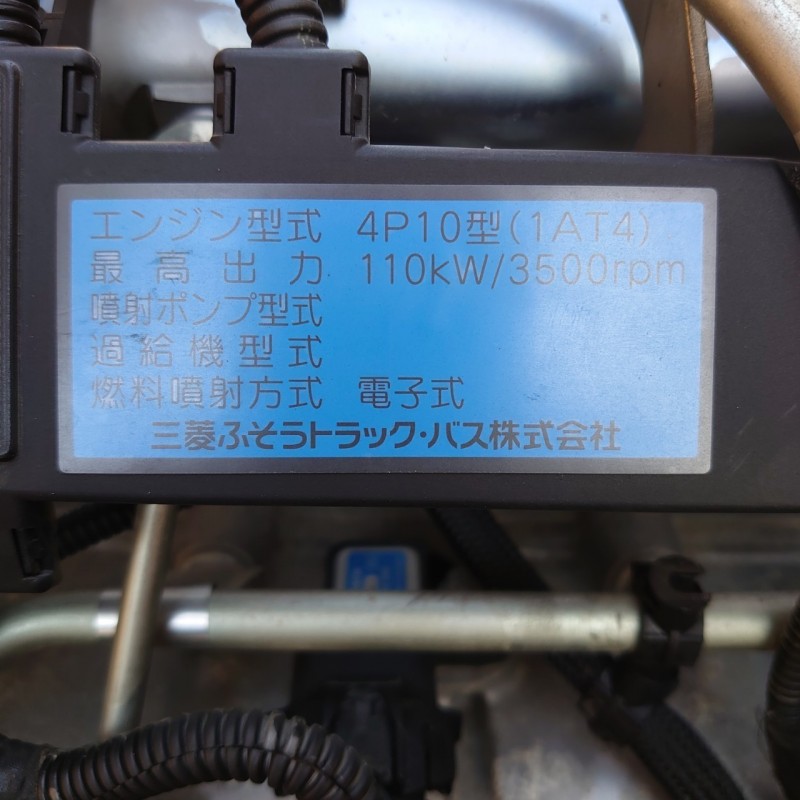 エンジン型式 4P10型(1AT4)
最高出力 110kW/3500rpm
噴射ポンプ型式
過給機型式
燃料噴射方式 電子式
三菱ふそうトラック・バス株式会社